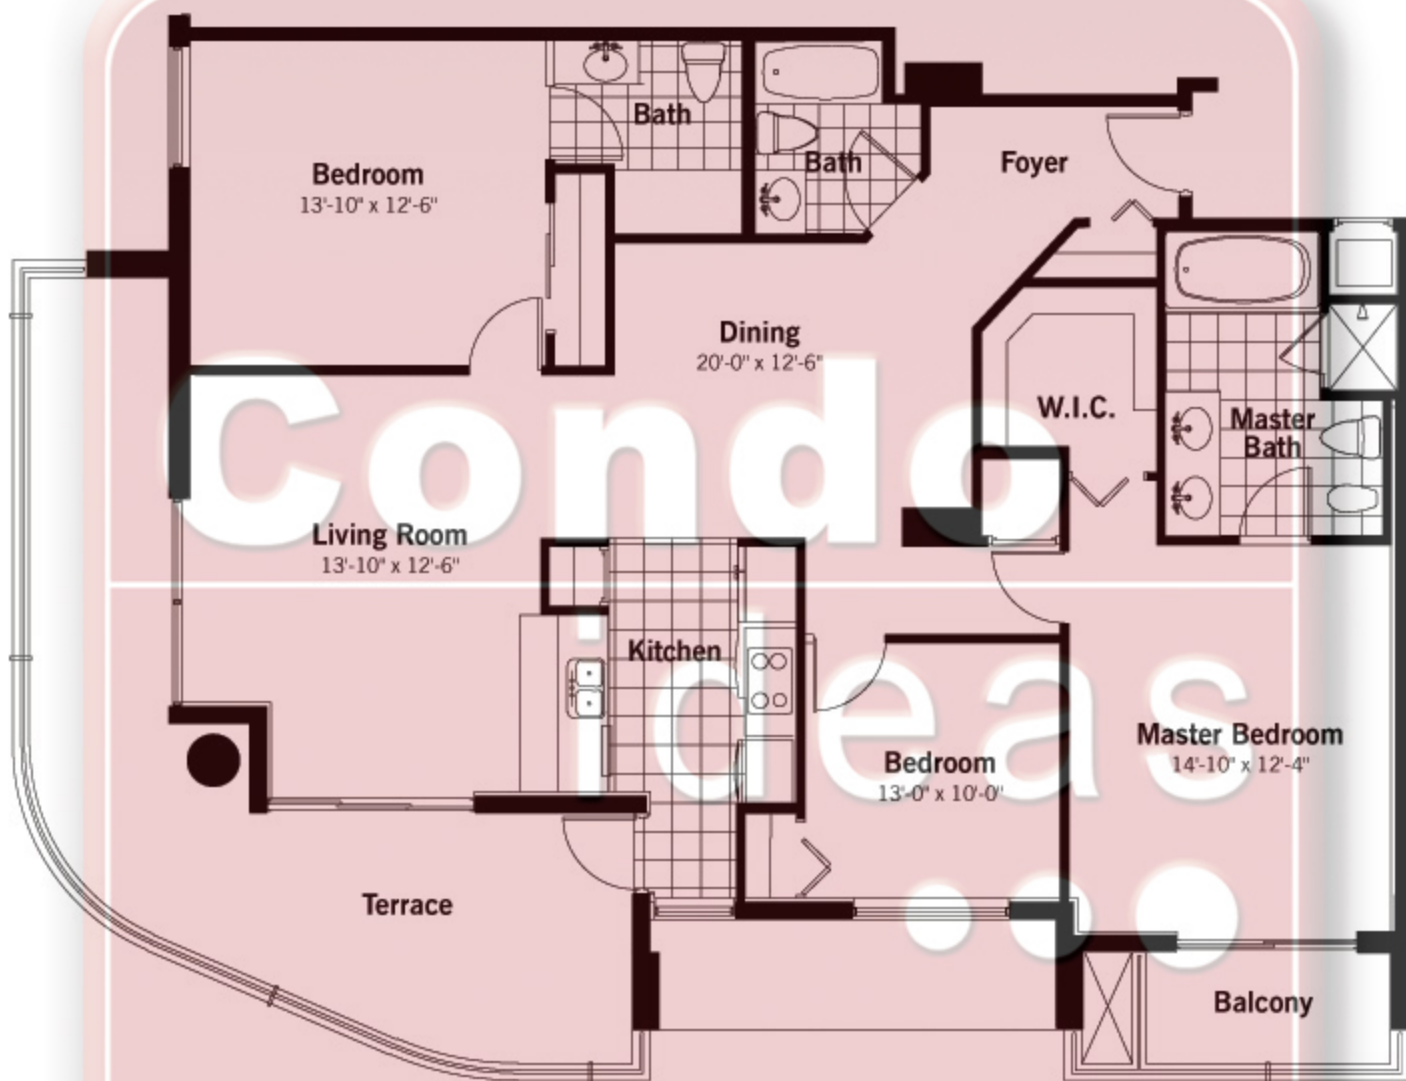 Bath
Bedroom
13'-10" x 12'-6"
Bath
Foyer
Dining
20'-0" x 12'-6"
W.I.C.
Master
Bath
Condo
Living Room
13'-10" x 12'-6"
ideas
Kitchen
Master Bedroom
14'-10" x 12'-4"
Bedroom
13'-0" x 10'-0"
...
Terrace
Balcony